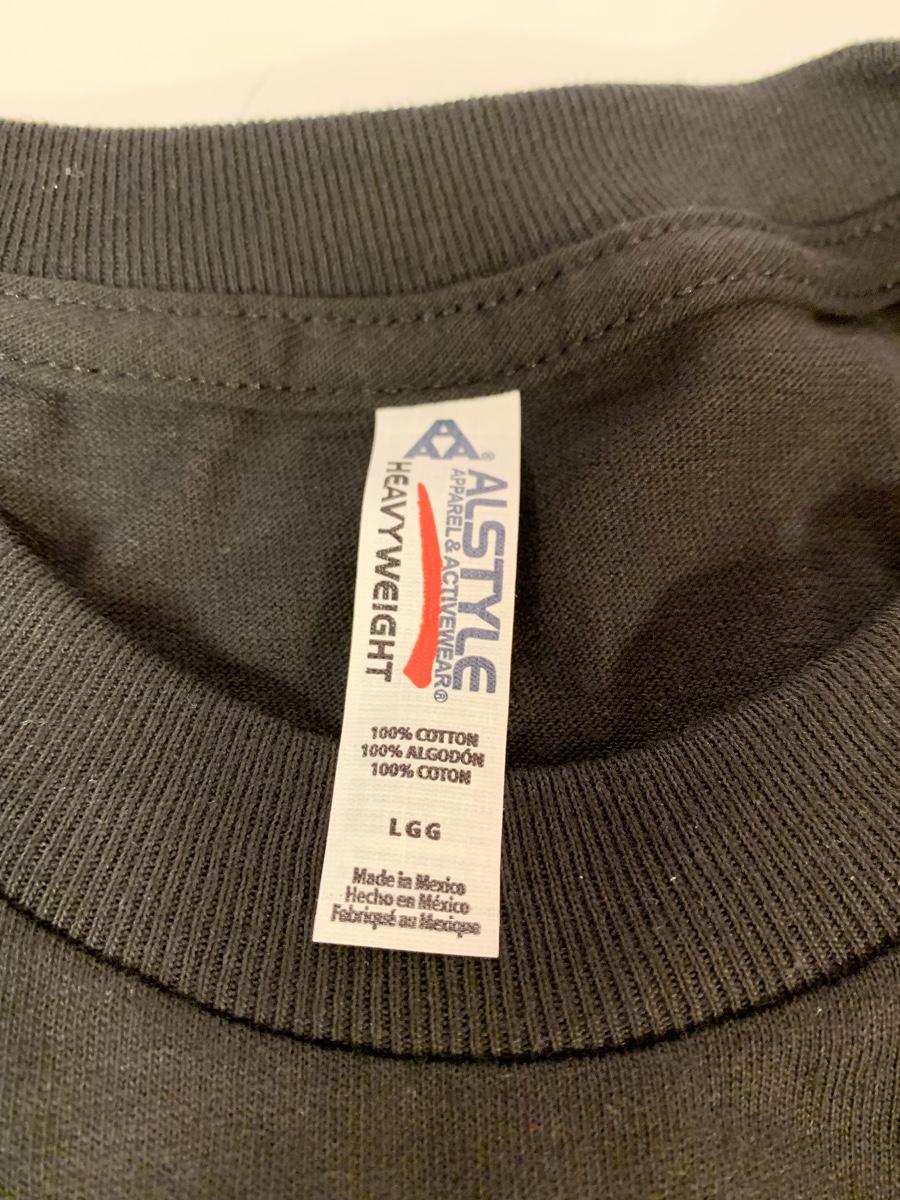 AAA®
ALSTYLE
APPAREL & ACTIVEWEAR®
HEAVYWEIGHT
100% COTTON
100% ALGODÓN
100% COTON
LGG
Made in Mexico
Hecho en México
Fabriqué au Mexique